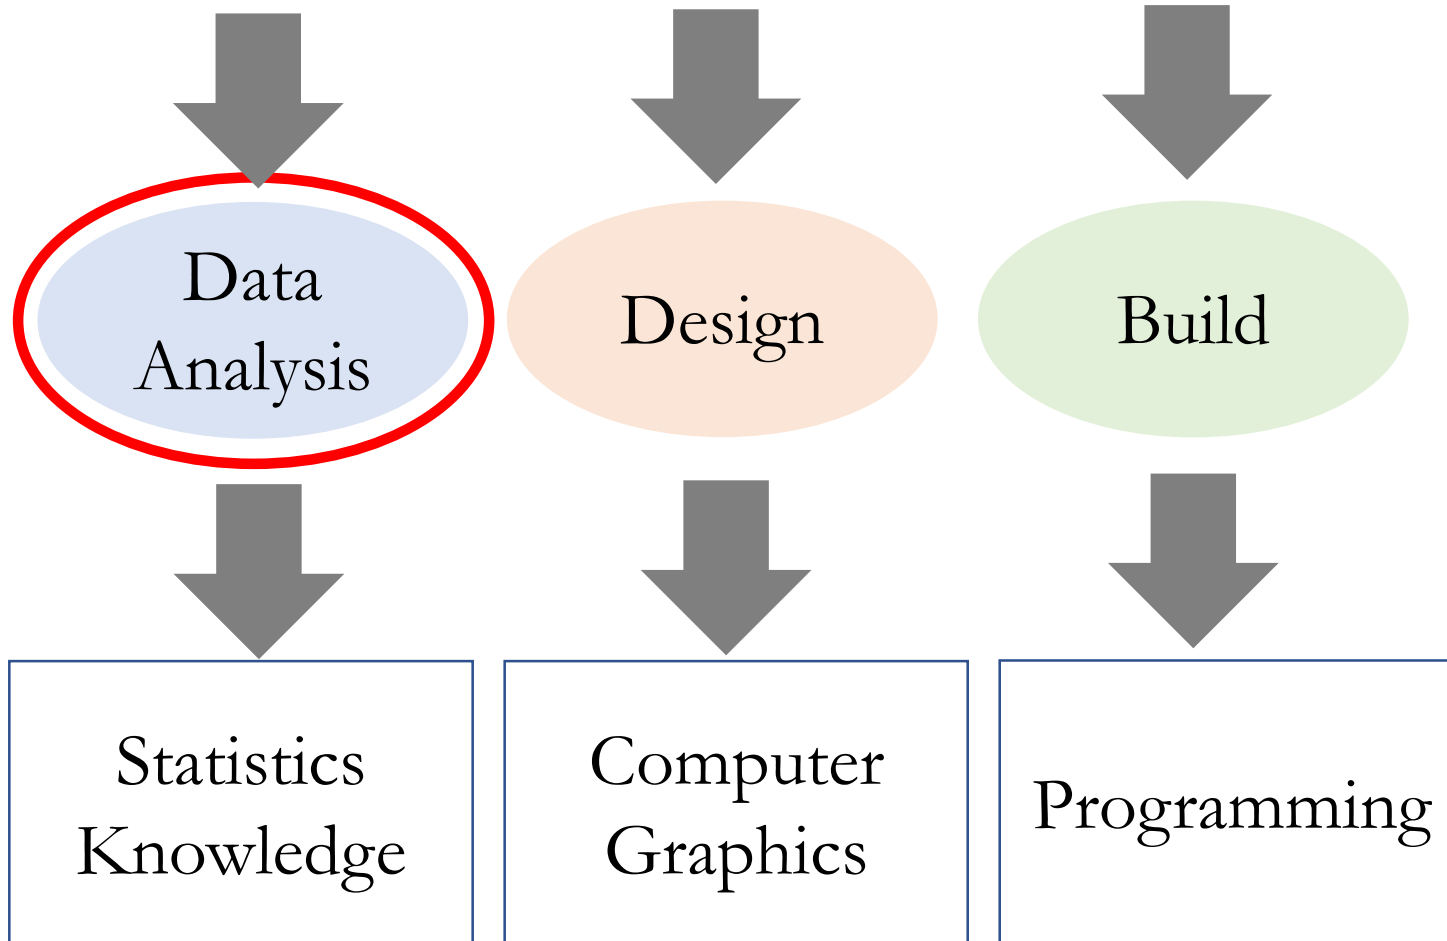 Data
Analysis
Design
Build
Statistics
Knowledge
Computer
Graphics
Programming